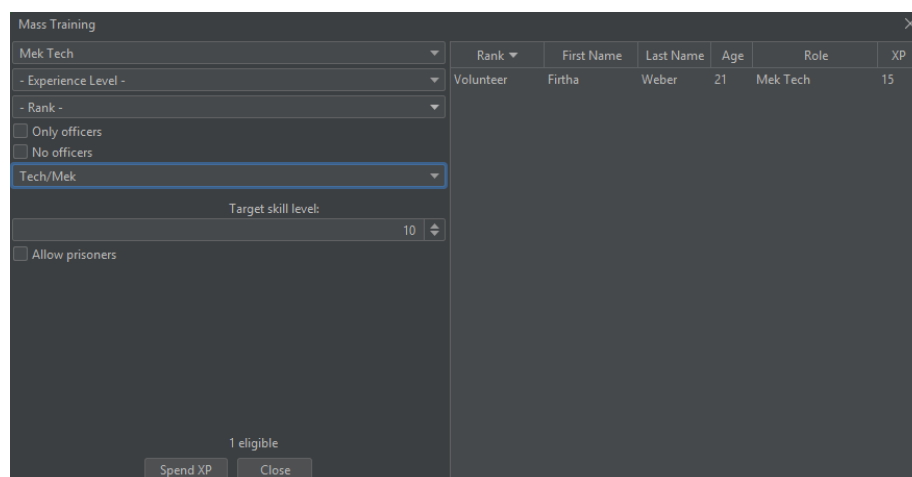 Mass Training
Mek Tech
- Experience Level -
- Rank -
Only officers
No officers
Tech/Mek
Target skill level:
10
Allow prisoners
1 eligible
Spend XP Close
Rank First Name Last Name Age Role XP
Volunteer Firtha Weber 21 Mek Tech 15